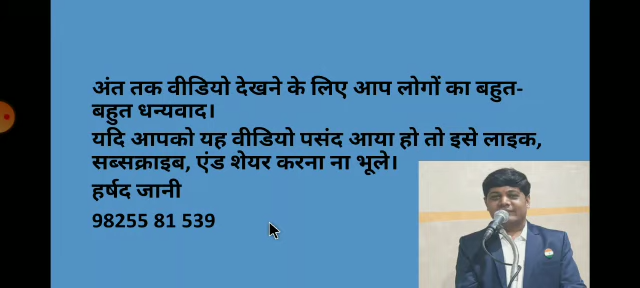 अंत तक वीडियो देखने के लिए आप लोगों का बहुत-
बहुत धन्यवाद।
यदि आपको यह वीडियो पसंद आया हो तो इसे लाइक,
सब्सक्राइब, एंड शेयर करना ना भूले।
हर्षद जानी
98255 81 539